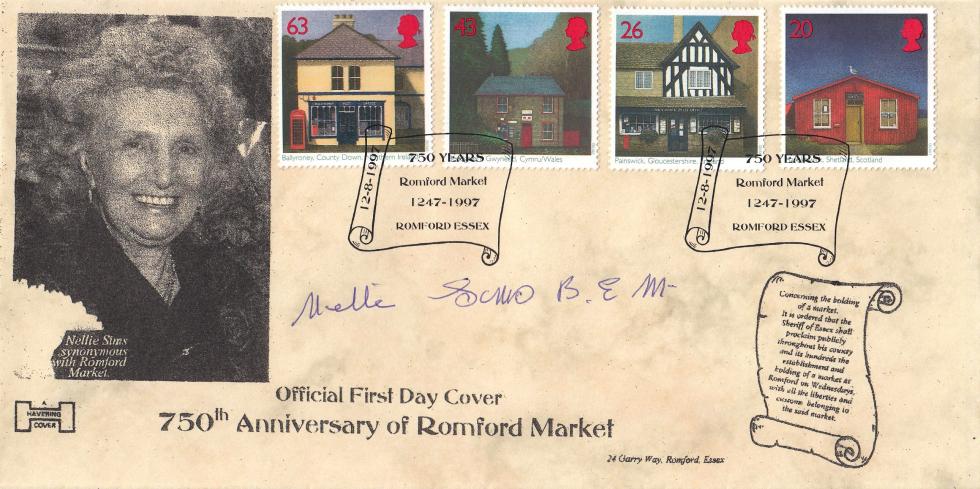 63
43
26
20
Ballyroney, County Down,
Gwynedd, Cymru/Wales
Painswick, Gloucestershire,
Shetland, Scotland
12-8-1997
750 YEARS
Romford Market
1247-1997
ROMFORD ESSEX
12-8-1997
750 YEARS
Romford Market
1247-1997
ROMFORD ESSEX
Nellie Sims B.E.M.
Nellie Sims
synonymous
with Romford
Market.
Concerning the holding
of a market.
It is ordered that the
Sheriff of Essex shall
proclaim publicly
throughout his county
and its hundreds the
establishment and
holding of a market at
Romford on Wednesdays,
with all the liberties and
customs belonging to
the said market.
HAVERING
COVER
Official First Day Cover
750th Anniversary of Romford Market
24 Garry Way, Romford, Essex